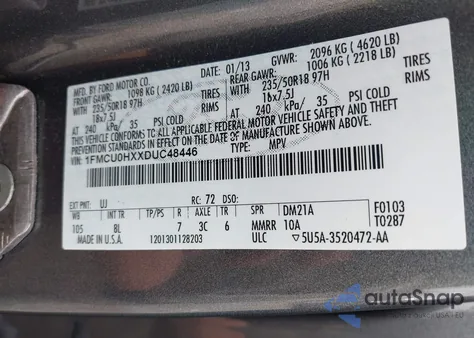 MFD. BY FORD MOTOR CO.
DATE: 01/13 GVWR: 2096 KG ( 4620 LB)
FRONT GAWR: 1098 KG ( 2420 LB) REAR GAWR: 1006 KG ( 2218 LB)
WITH 235/50R18 97H TIRES WITH 235/50R18 97H TIRES
18x7.5J RIMS 18x7.5J RIMS
AT 240 kPa/ 35 PSI COLD AT 240 kPa/ 35 PSI COLD
THIS VEHICLE CONFORMS TO ALL APPLICABLE FEDERAL MOTOR VEHICLE SAFETY, BUMPER, AND THEFT PREVENTION STANDARDS IN EFFECT ON THE DATE OF MANUFACTURE SHOWN ABOVE.
VIN: 1FMCU0HXXDUC48446 TYPE: MPV
F0103
T0287
EXT PNT: UJ RC: 72 DSO:
WB INT TR TP/PS R AXLE TR SPR DM21A
105 8L 7 3C 6 MMRR 10A
MADE IN U.S.A. 1201301128203 ULC 5U5A-3520472-AA
autoSnap